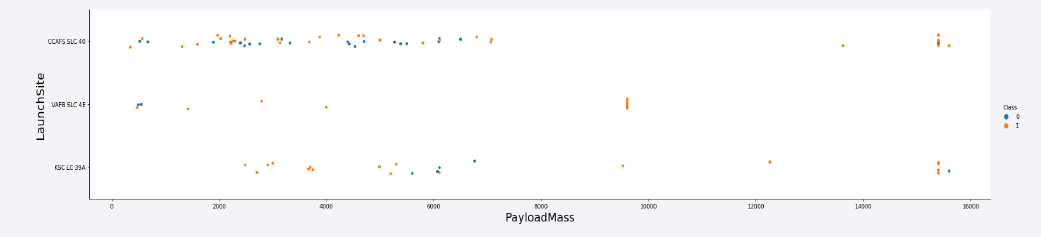 LaunchSite
CCAFS SLC 40
VAFB SLC 4E
KSC LC 39A
0
2000
4000
6000
8000
10000
12000
14000
16000
PayloadMass
Class
0
1